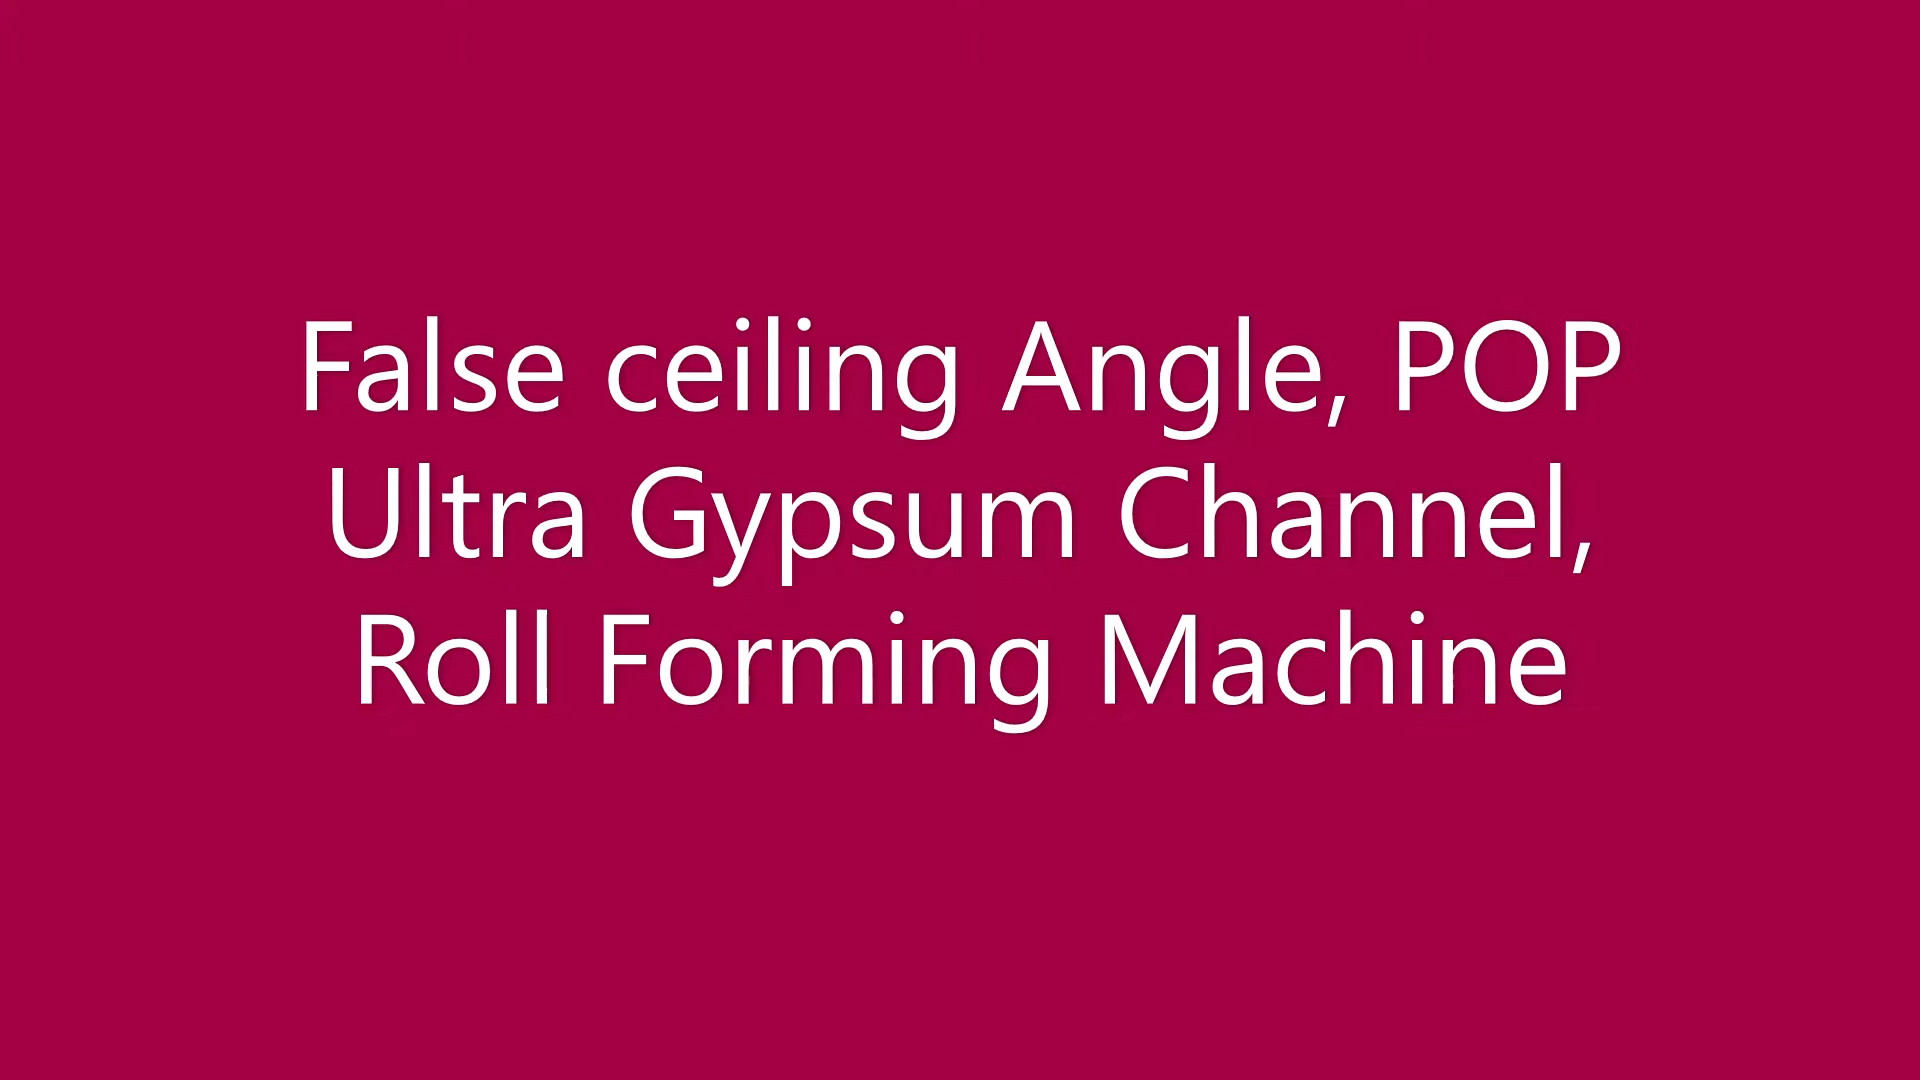 False ceiling Angle, POP
Ultra Gypsum Channel,
Roll Forming Machine